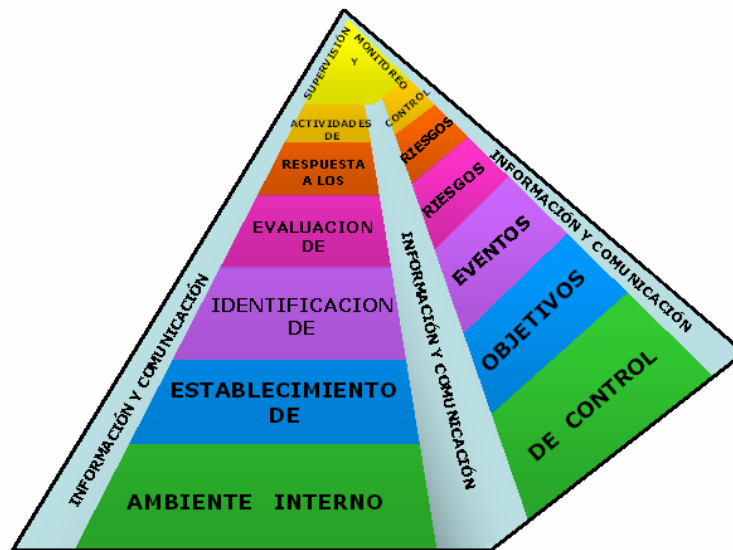 SUPERVISIÓN
Y
MONITOREO
ACTIVIDADES
DE
CONTROL
RESPUESTA
A LOS
RIESGOS
EVALUACION
DE
RIESGOS
IDENTIFICACION
DE
EVENTOS
ESTABLECIMIENTO
DE
OBJETIVOS
AMBIENTE INTERNO
DE CONTROL
INFORMACIÓN Y COMUNICACIÓN
INFORMACIÓN Y COMUNICACIÓN
INFORMACIÓN Y COMUNICACIÓN